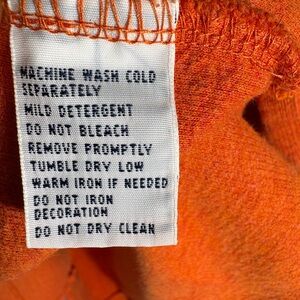 MACHINE WASH COLD
SEPARATELY
MILD DETERGENT
DO NOT BLEACH
REMOVE PROMPTLY
TUMBLE DRY LOW
WARM IRON IF NEEDED
DO NOT IRON
DECORATION
DO NOT DRY CLEAN